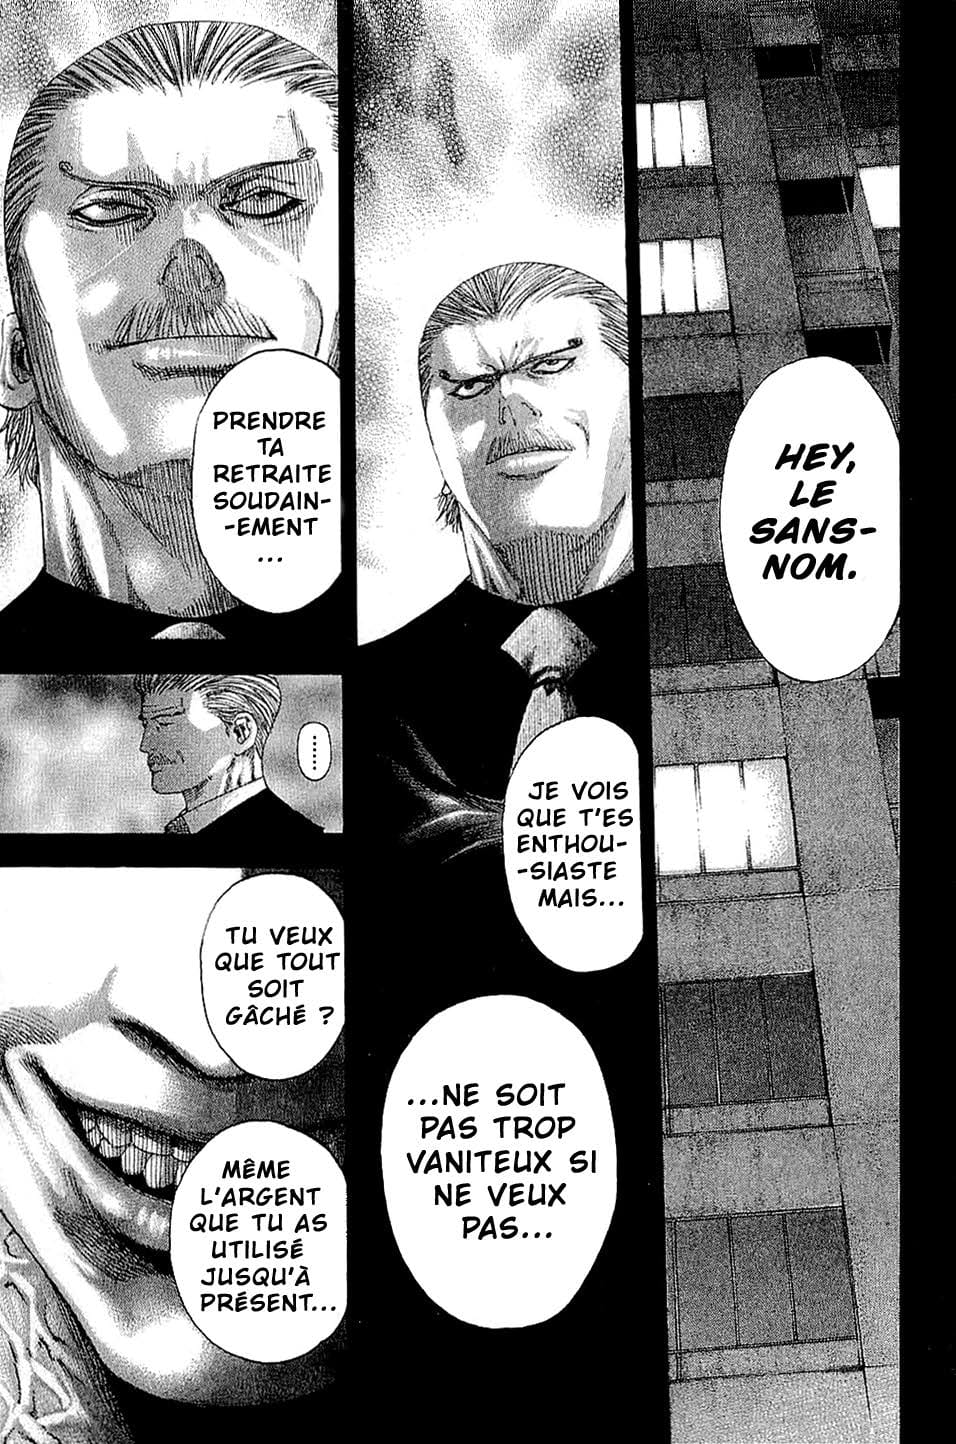 HEY,
LE
SANS-
NOM.
JE VOIS
QUE T'ES
ENTHOU-
-SIASTE
MAIS...
...NE SOIT
PAS TROP
VANITEUX SI
NE VEUX
PAS...
PRENDRE
TA
RETRAITE
SOUDAIN-
-EMENT
...
......
TU VEUX
QUE TOUT
SOIT
GÂCHÉ ?
MÊME
L'ARGENT
QUE TU AS
UTILISÉ
JUSQU'À
PRÉSENT...